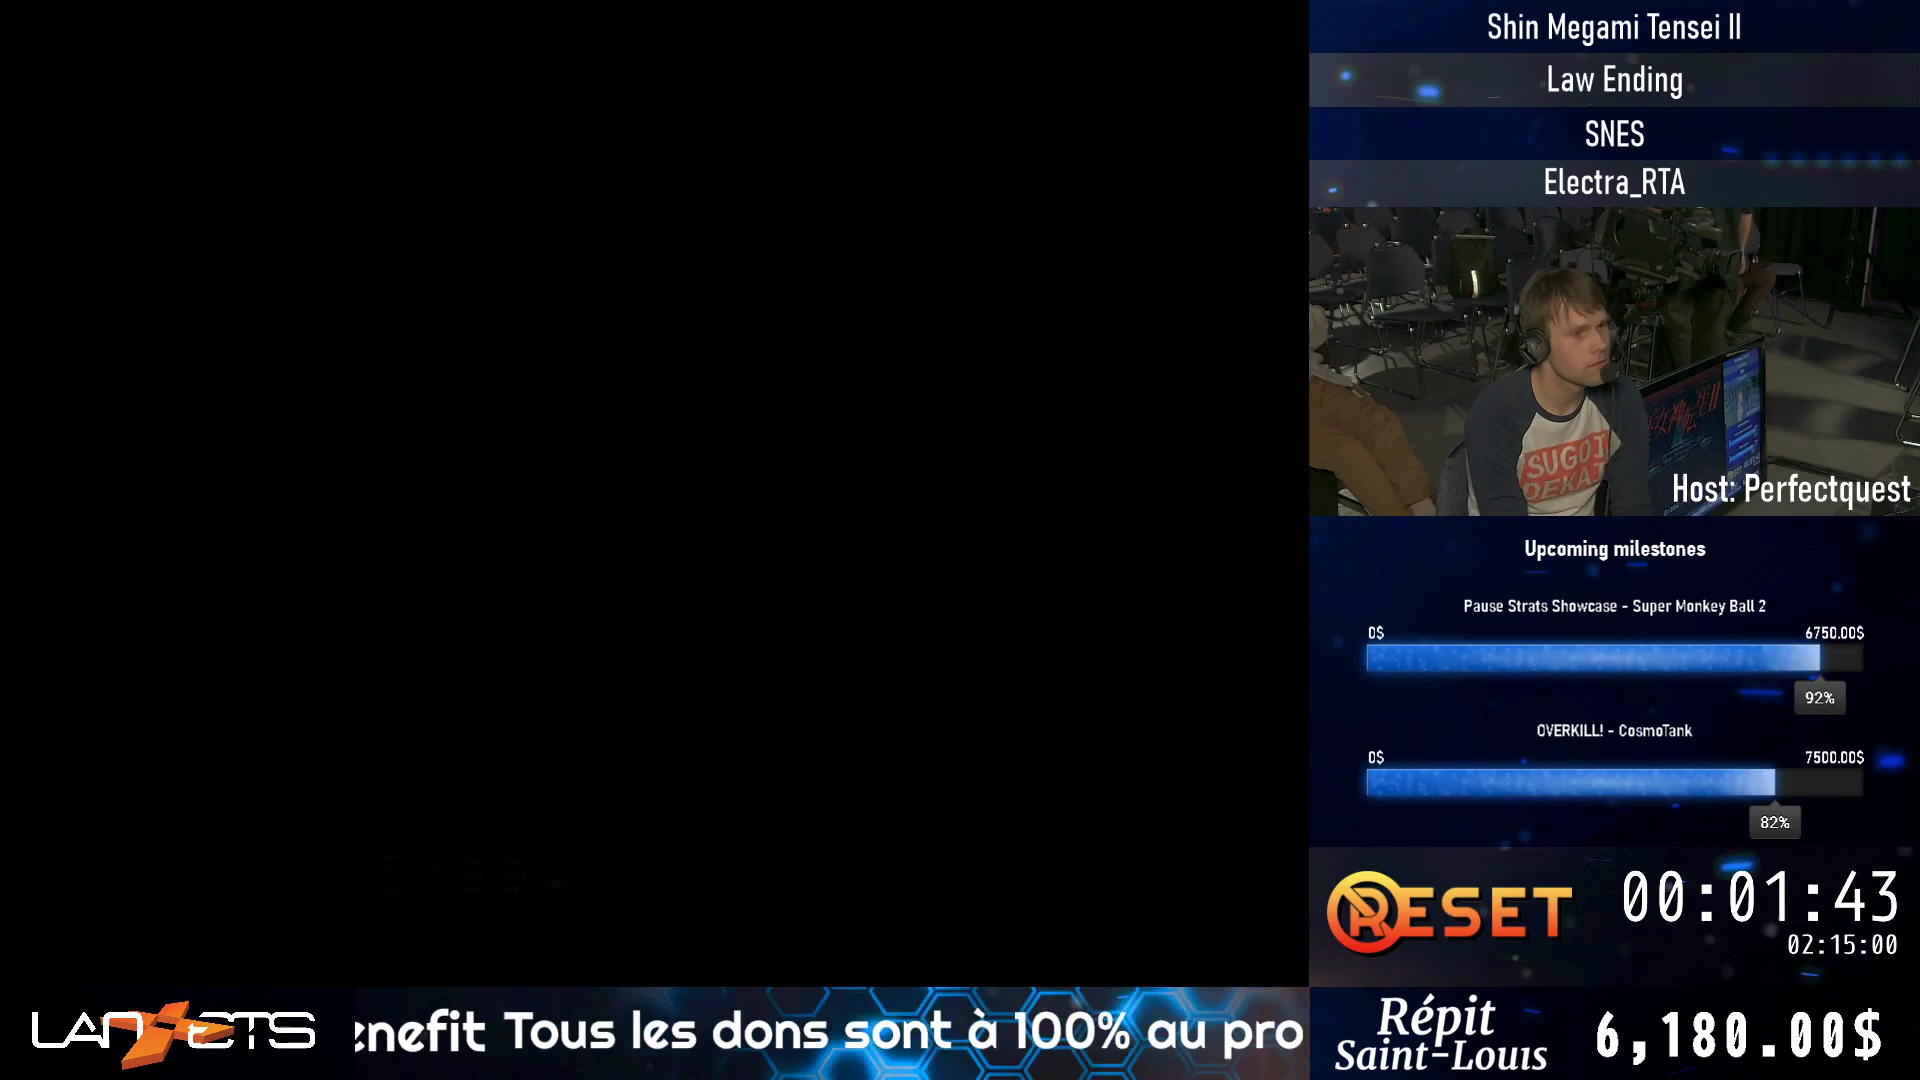 Shin Megami Tensei II
Law Ending
SNES
Electra_RTA
SUGOI
DEKAI
Host: Perfectquest
Upcoming milestones
Pause Strats Showcase - Super Monkey Ball 2
0$ 6750.00$
92%
OVERKILL! - CosmoTank
0$ 7500.00$
82%
RESET
00:01:43
02:15:00
LAN ETS
enefit Tous les dons sont à 100% au pro
Répit
Saint-Louis
6,180.00$